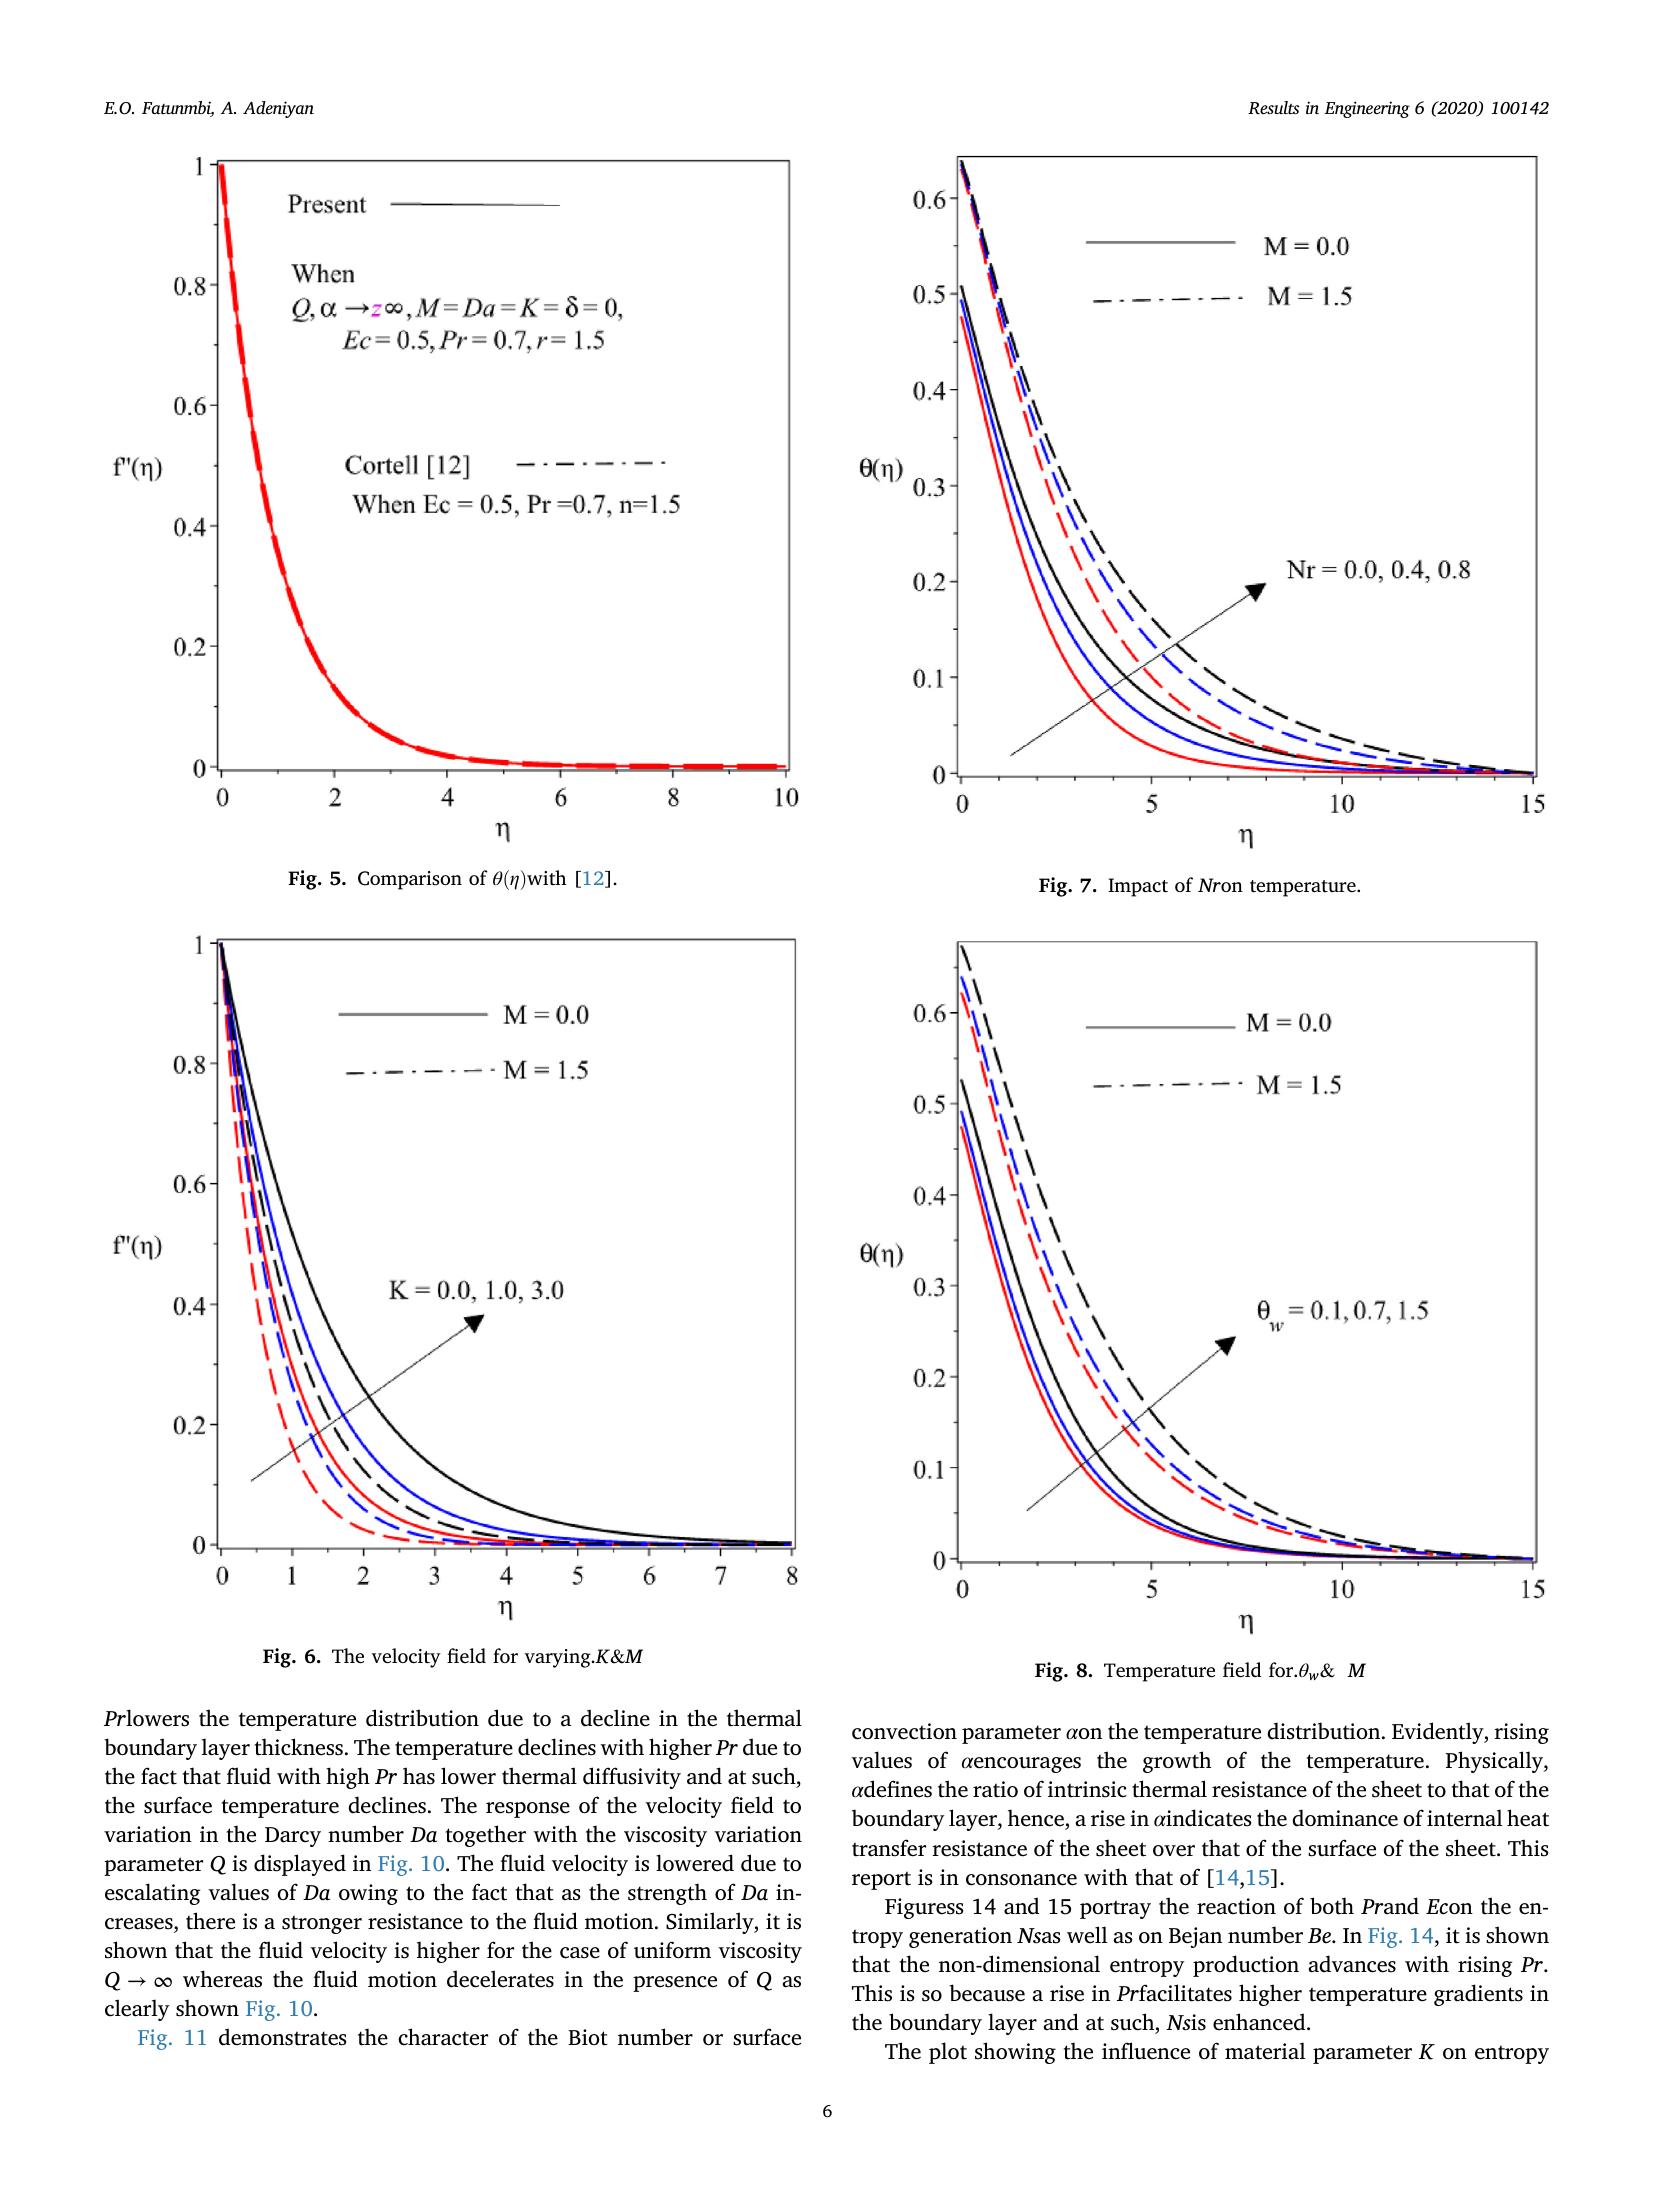 E.O. Fatunmbi, A. Adeniyan
Results in Engineering 6 (2020) 100142
1
0.8
0.6
0.4
0.2
0
f"(η)
Present
When
Q, α →z∞, M = Da = K = δ = 0,
Ec = 0.5, Pr = 0.7, r = 1.5
Cortell [12]
When Ec = 0.5, Pr =0.7, n=1.5
0 2 4 6 8 10
η
Fig. 5. Comparison of θ(η)with [12].
1
0.8
0.6
0.4
0.2
0
f"(η)
M = 0.0
M = 1.5
K = 0.0, 1.0, 3.0
0 1 2 3 4 5 6 7 8
η
Fig. 6. The velocity field for varying.K&M
Prlowers the temperature distribution due to a decline in the thermal
boundary layer thickness. The temperature declines with higher Pr due to
the fact that fluid with high Pr has lower thermal diffusivity and at such,
the surface temperature declines. The response of the velocity field to
variation in the Darcy number Da together with the viscosity variation
parameter Q is displayed in Fig. 10. The fluid velocity is lowered due to
escalating values of Da owing to the fact that as the strength of Da in-
creases, there is a stronger resistance to the fluid motion. Similarly, it is
shown that the fluid velocity is higher for the case of uniform viscosity
Q → ∞ whereas the fluid motion decelerates in the presence of Q as
clearly shown Fig. 10.
Fig. 11 demonstrates the character of the Biot number or surface
0.6
0.5
0.4
0.3
0.2
0.1
0
θ(η)
M = 0.0
M = 1.5
Nr = 0.0, 0.4, 0.8
0 5 10 15
η
Fig. 7. Impact of Nron temperature.
0.6
0.5
0.4
0.3
0.2
0.1
0
θ(η)
M = 0.0
M = 1.5
θw = 0.1, 0.7, 1.5
0 5 10 15
η
Fig. 8. Temperature field for.θw& M
convection parameter αon the temperature distribution. Evidently, rising
values of αencourages the growth of the temperature. Physically,
αdefines the ratio of intrinsic thermal resistance of the sheet to that of the
boundary layer, hence, a rise in αindicates the dominance of internal heat
transfer resistance of the sheet over that of the surface of the sheet. This
report is in consonance with that of [14,15].
Figuress 14 and 15 portray the reaction of both Prand Econ the en-
tropy generation Nsas well as on Bejan number Be. In Fig. 14, it is shown
that the non-dimensional entropy production advances with rising Pr.
This is so because a rise in Prfacilitates higher temperature gradients in
the boundary layer and at such, Nsis enhanced.
The plot showing the influence of material parameter K on entropy
6